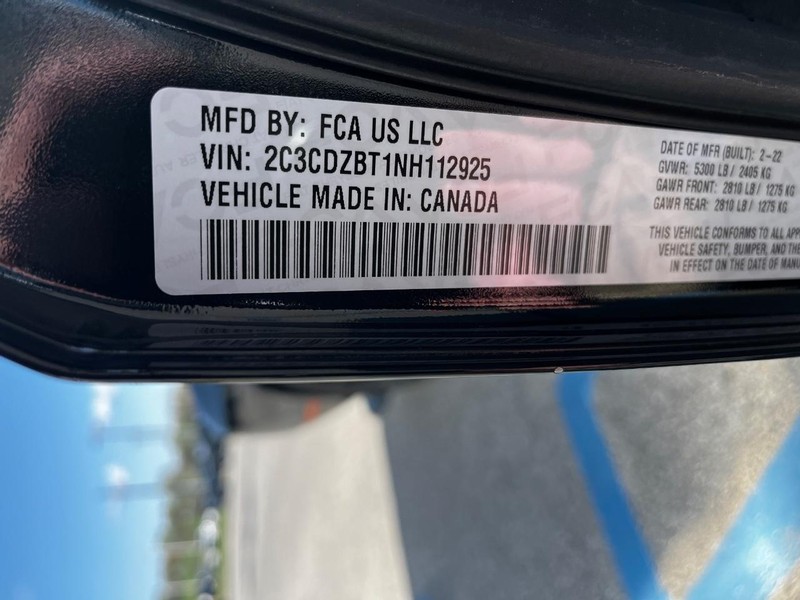 MFD BY: FCA US LLC
VIN: 2C3CDZBT1NH112925
VEHICLE MADE IN: CANADA
DATE OF MFR (BUILT): 2-22
GVWR: 5300 LB / 2405 KG
GAWR FRONT: 2810 LB / 1275 KG
GAWR REAR: 2810 LB / 1275 KG
THIS VEHICLE CONFORMS TO ALL APP
VEHICLE SAFETY, BUMPER, AND THE
IN EFFECT ON THE DATE OF MANU